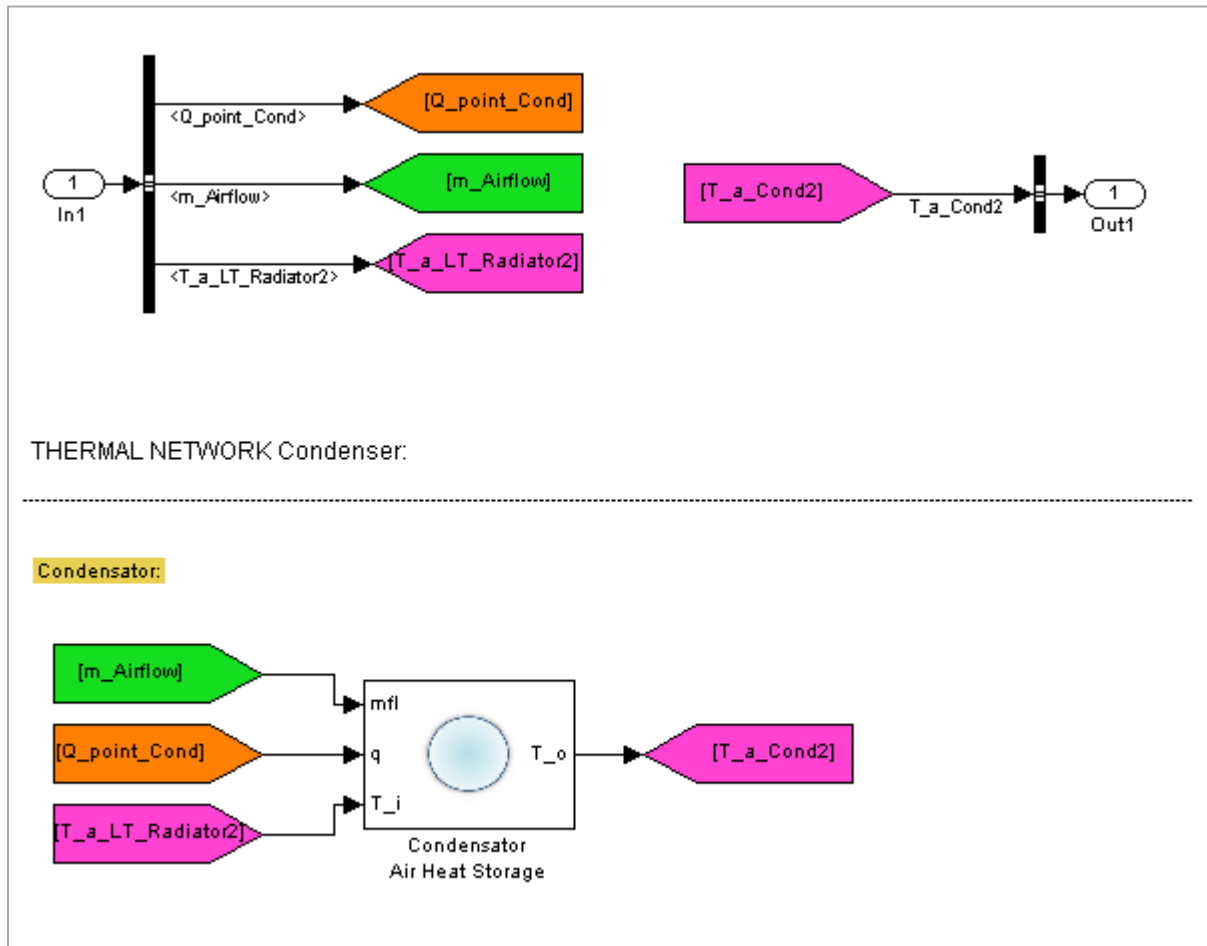 [Q_point_Cond]
<Q_point_Cond>
1
In1
[m_Airflow]
<m_Airflow>
[T_a_LT_Radiator2]
<T_a_LT_Radiator2>
[T_a_Cond2]
T_a_Cond2
1
Out1
THERMAL NETWORK Condenser:
Condensator:
[m_Airflow]
[Q_point_Cond]
[T_a_LT_Radiator2]
mfl
q
T_i
T_o
Condensator
Air Heat Storage
[T_a_Cond2]